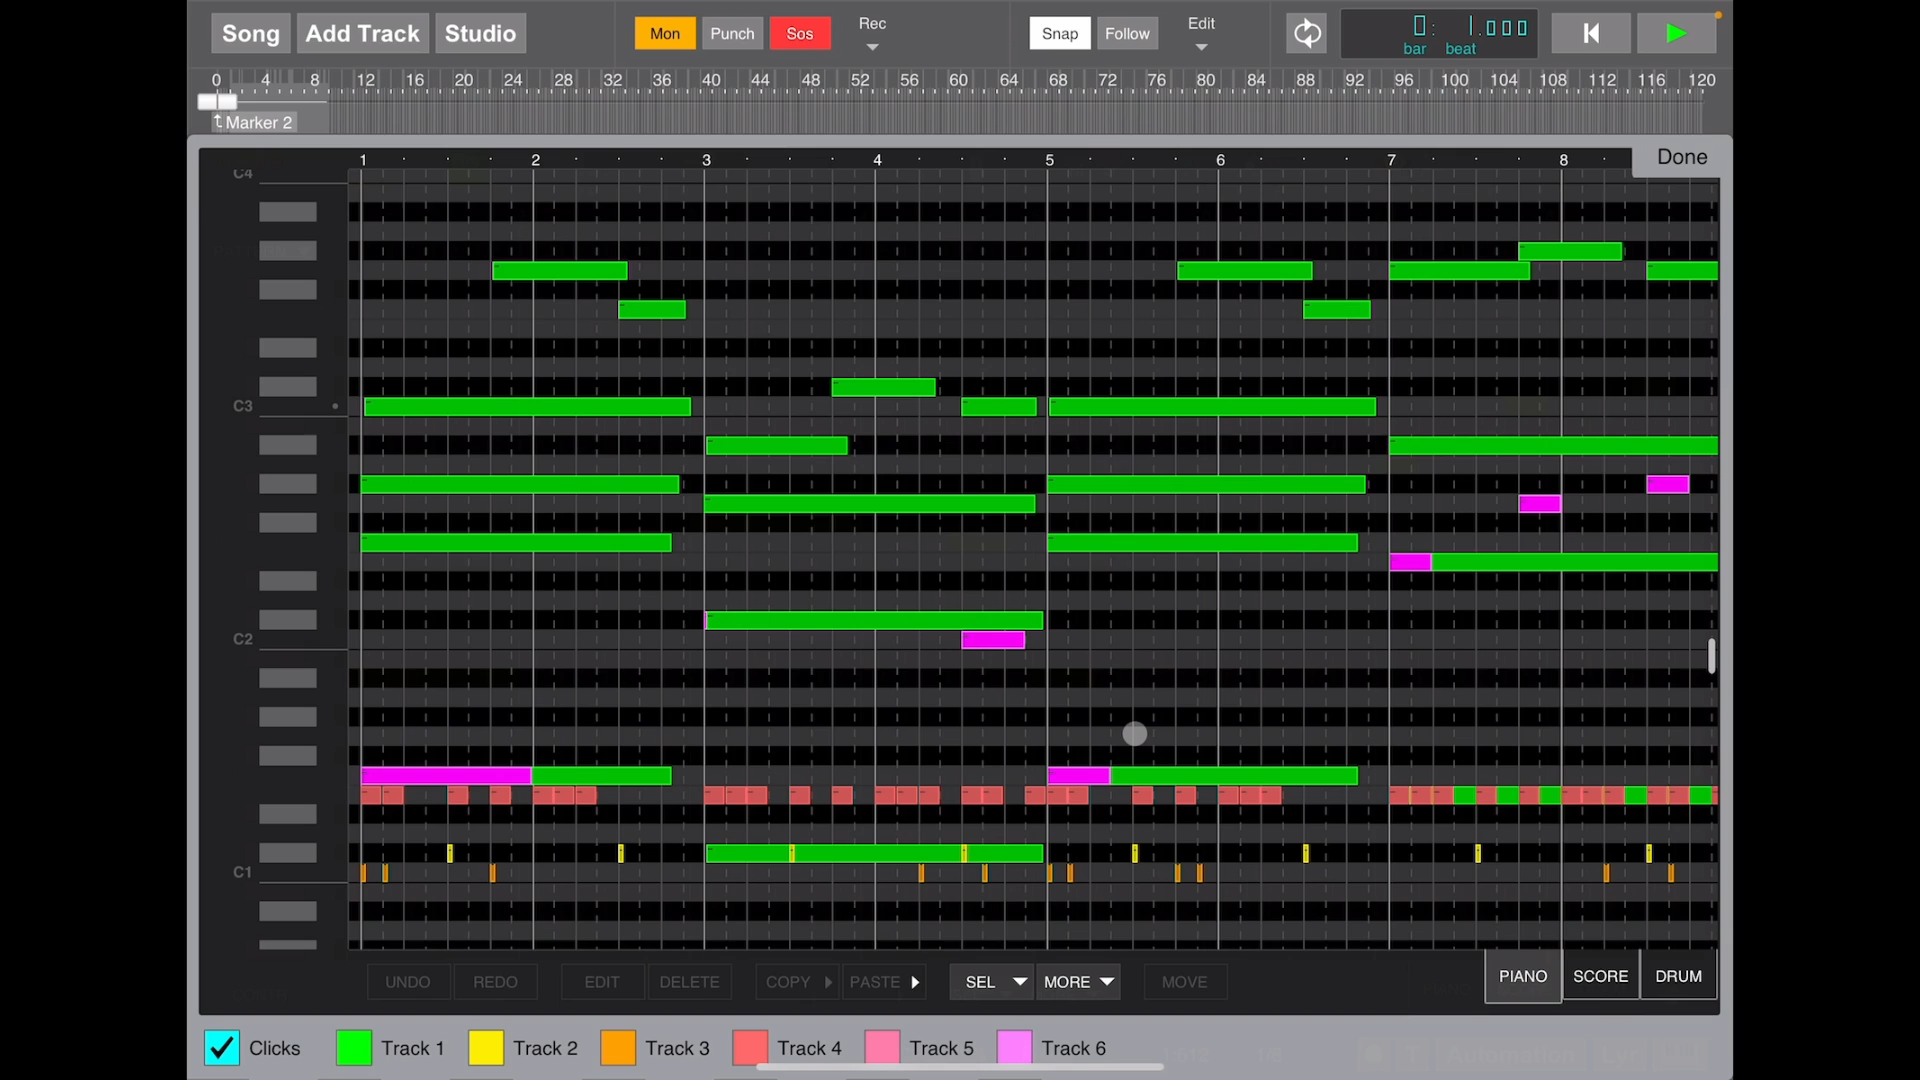 Song Add Track Studio Mon Punch Sos Rec Snap Follow Edit 0: 1.000
bar beat
0 4 8 12 16 20 24 28 32 36 40 44 48 52 56 60 64 68 72 76 80 84 88 92 96 100 104 108 112 116 120
Marker 2
1 2 3 4 5 6 7 8 Done
C4
C3
C2
C1
UNDO REDO EDIT DELETE COPY PASTE SEL MORE MOVE PIANO SCORE DRUM
Clicks Track 1 Track 2 Track 3 Track 4 Track 5 Track 6